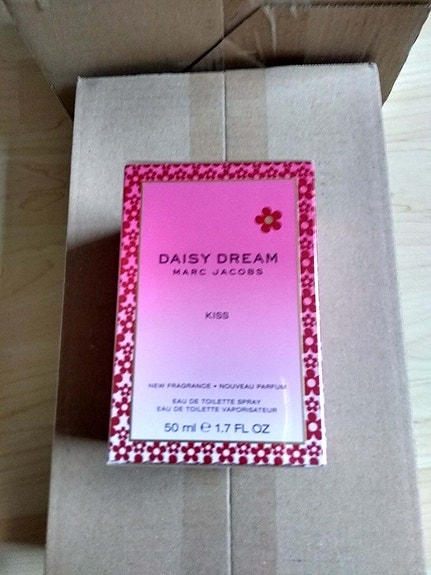 DAISY DREAM
MARC JACOBS
KISS
NEW FRAGRANCE • NOUVEAU PARFUM
EAU DE TOILETTE SPRAY
EAU DE TOILETTE VAPORISATEUR
50 ml ℮ 1.7 FL OZ